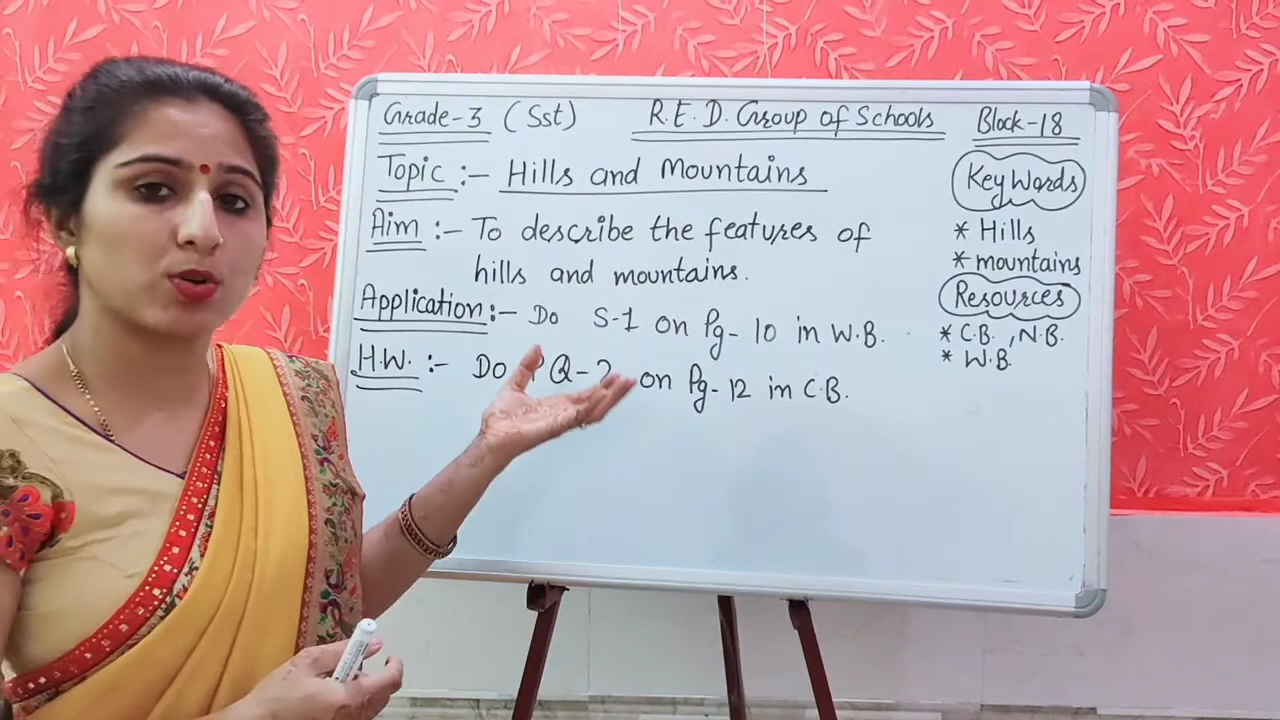 Grade-3 (Sst) R.E.D. Group of Schools Block-18
Topic :- Hills and Mountains
Aim :- To describe the features of
hills and mountains.
Application :- Do S-1 on Pg-10 in W.B.
H.W. :- Do Q-2 on Pg-12 in C.B.
Key Words
* Hills
* mountains
Resources
* C.B. , N.B.
* W.B.